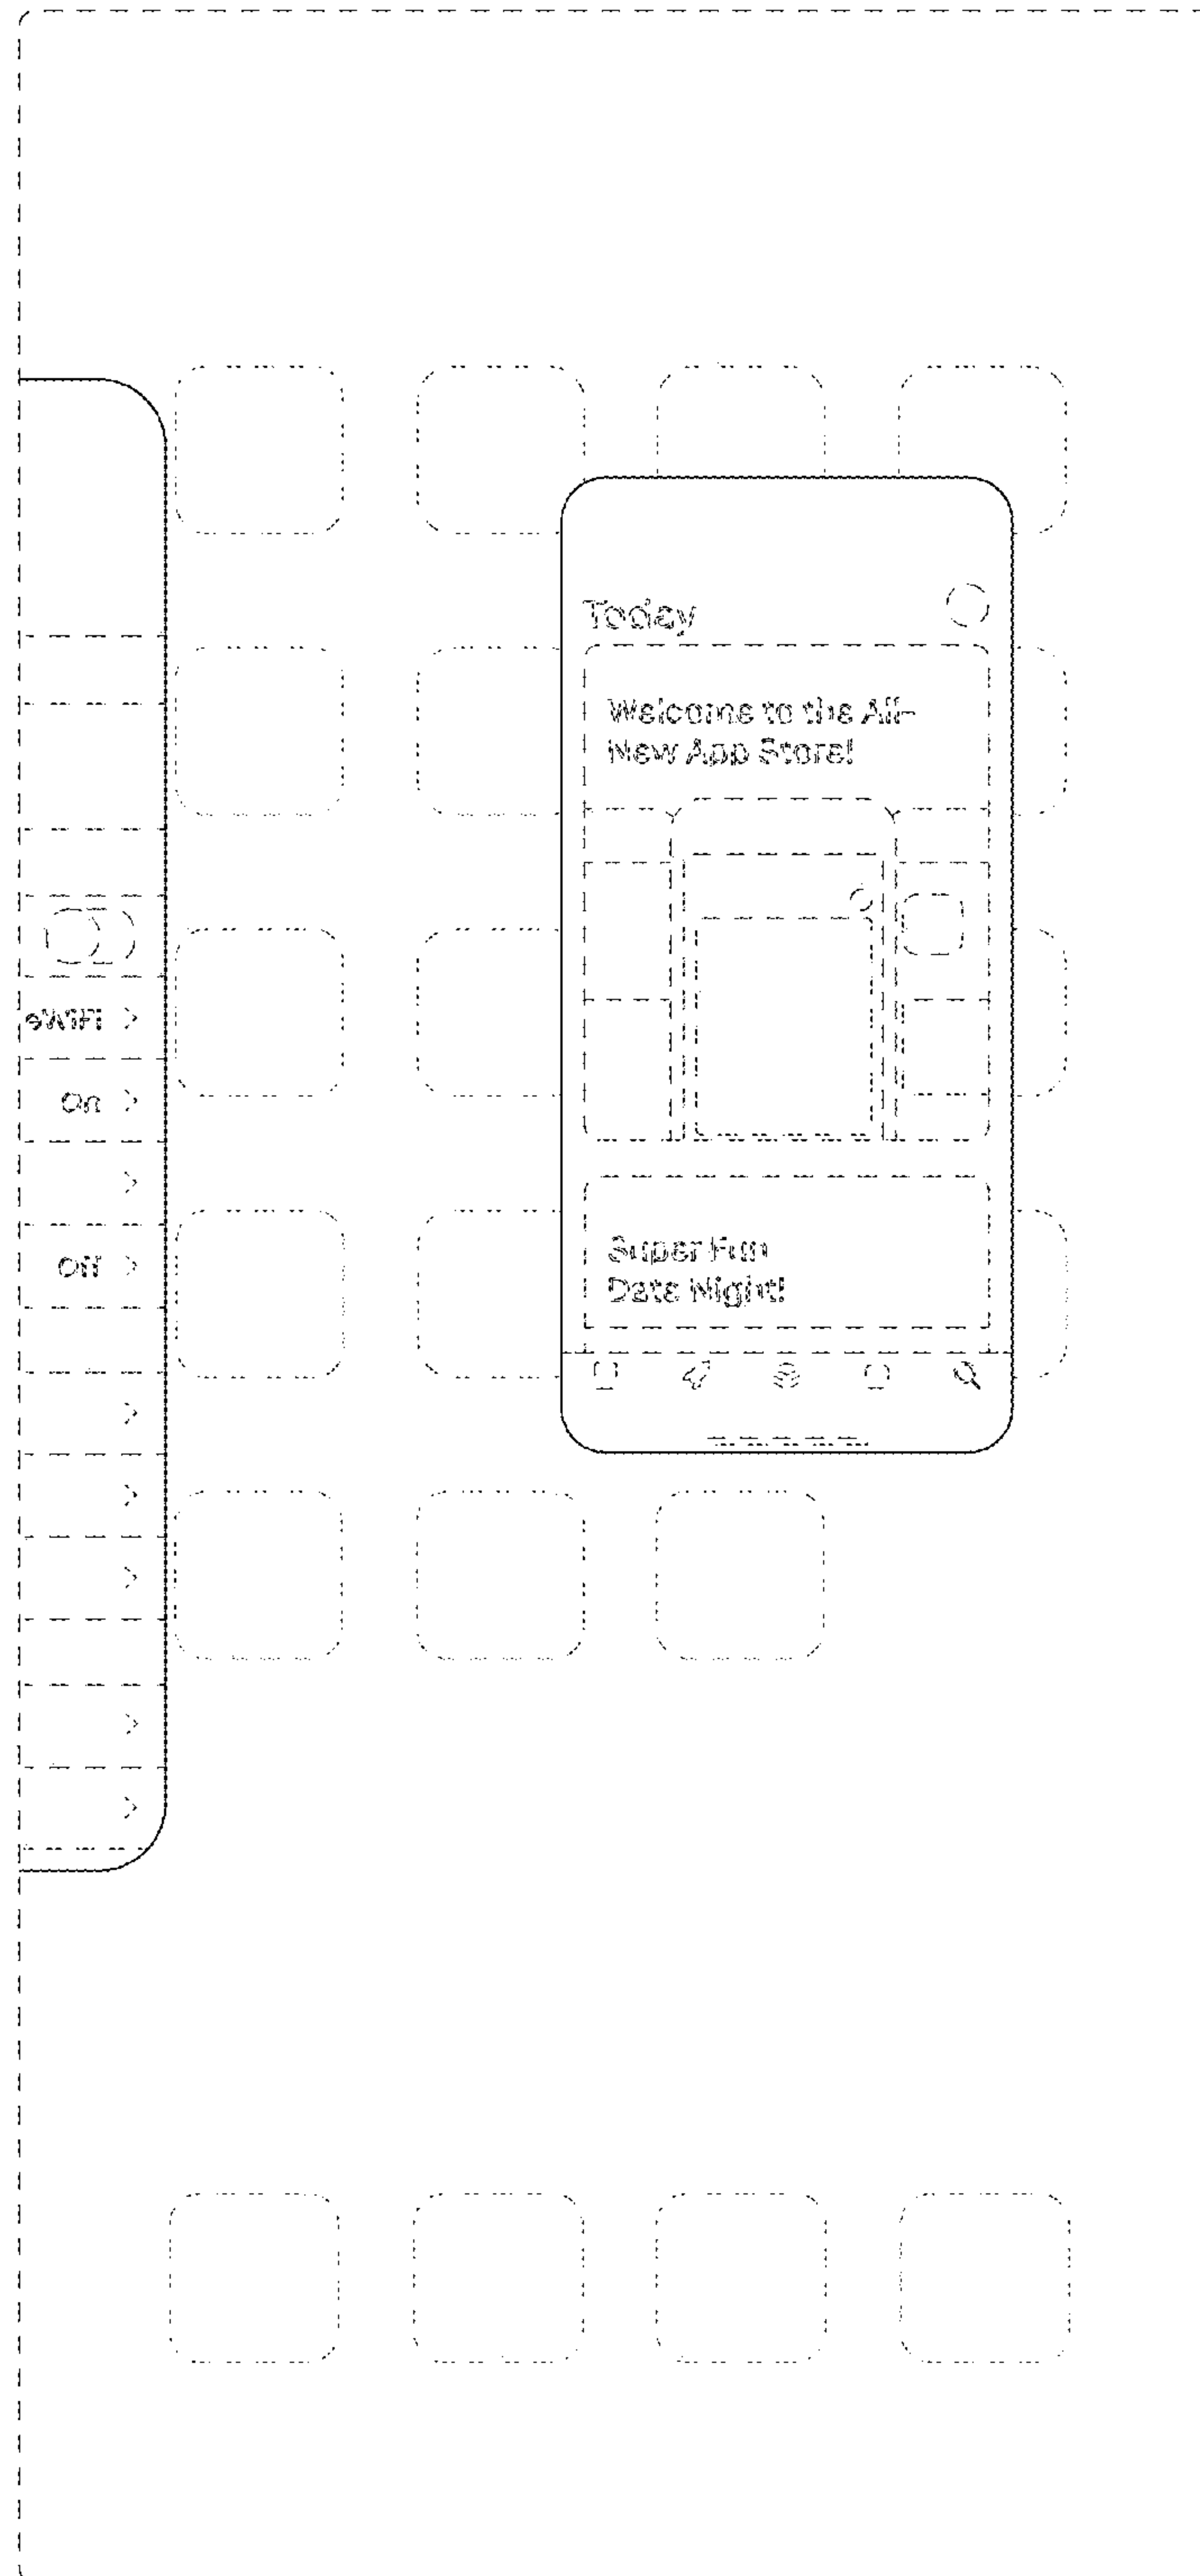 eWiFi
On
Off
Today
Welcome to the All-
New App Store!
Super Fun
Date Night!